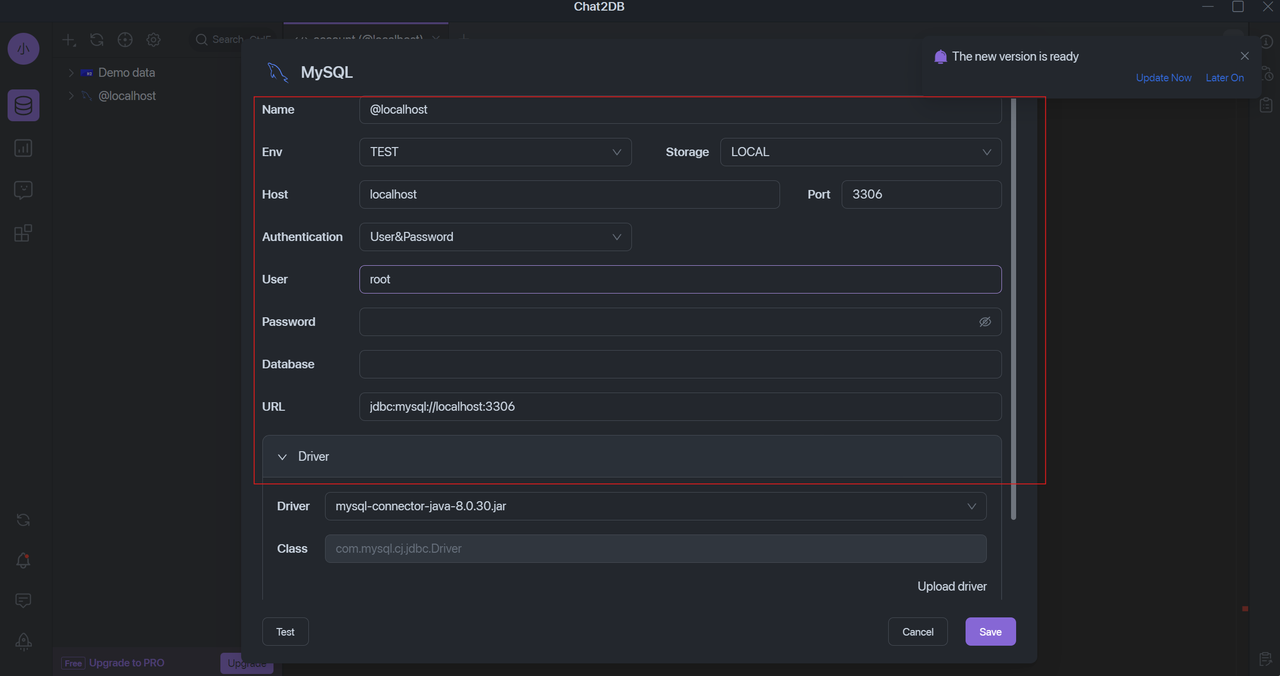 Chat2DB
小
Search
account (@localhost)
The new version is ready
Update Now Later On
Demo data
@localhost
MySQL
Name @localhost
Env TEST Storage LOCAL
Host localhost Port 3306
Authentication User&Password
User root
Password
Database
URL jdbc:mysql://localhost:3306
Driver
Driver mysql-connector-java-8.0.30.jar
Class com.mysql.cj.jdbc.Driver
Upload driver
Test Cancel Save
Free Upgrade to PRO Upgrade